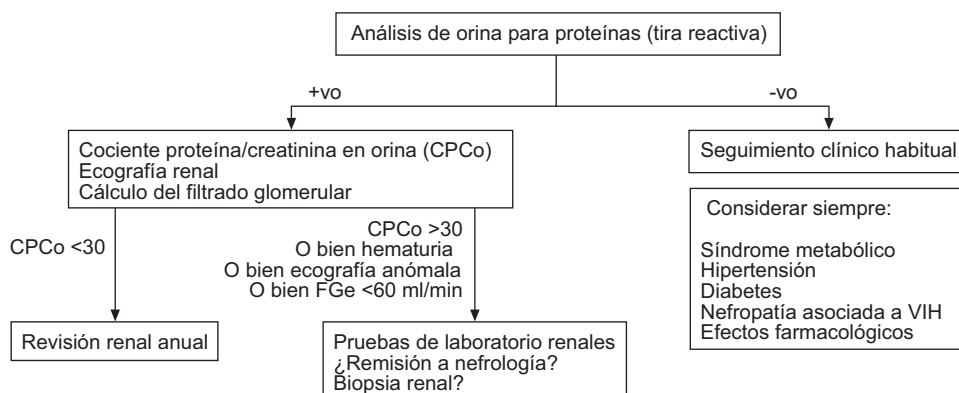 Análisis de orina para proteínas (tira reactiva)
+vo
-vo
Cociente proteína/creatinina en orina (CPCo)
Ecografía renal
Cálculo del filtrado glomerular
Seguimiento clínico habitual
CPCo <30
CPCo >30
O bien hematuria
O bien ecografía anómala
O bien FGe <60 ml/min
Considerar siempre:
Síndrome metabólico
Hipertensión
Diabetes
Nefropatía asociada a VIH
Efectos farmacológicos
Revisión renal anual
Pruebas de laboratorio renales
¿Remisión a nefrología?
Biopsia renal?